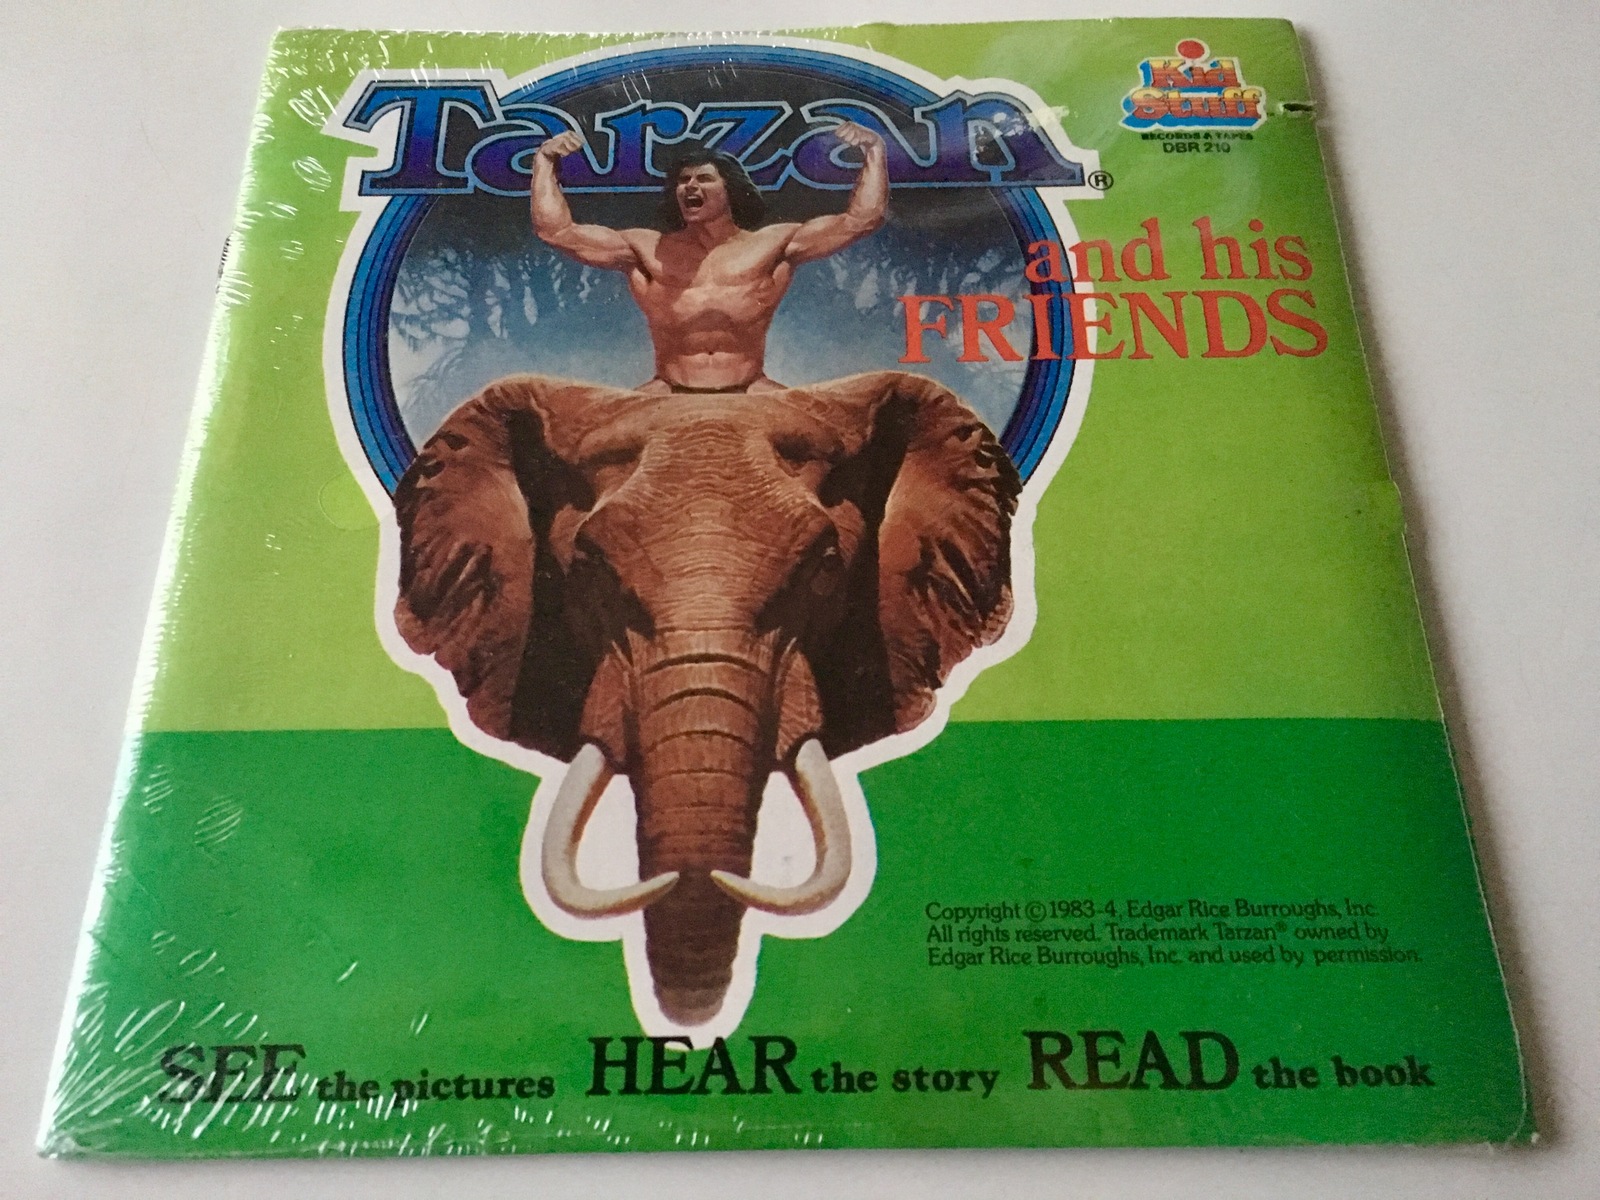 Tarzan®
Kid
Stuff
RECORDS & TAPES
DBR 210
and his
FRIENDS
Copyright ©1983-4, Edgar Rice Burroughs, Inc.
All rights reserved. Trademark Tarzan® owned by
Edgar Rice Burroughs, Inc. and used by permission.
SEE the pictures HEAR the story READ the book